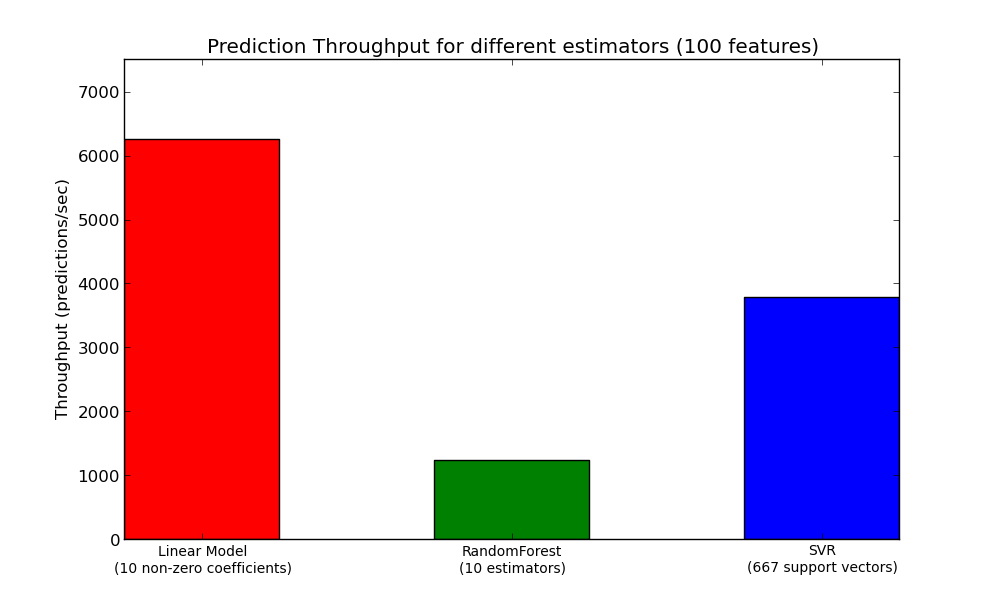 Prediction Throughput for different estimators (100 features)
Throughput (predictions/sec)
7000
6000
5000
4000
3000
2000
1000
0
Linear Model
(10 non-zero coefficients)
RandomForest
(10 estimators)
SVR
(667 support vectors)